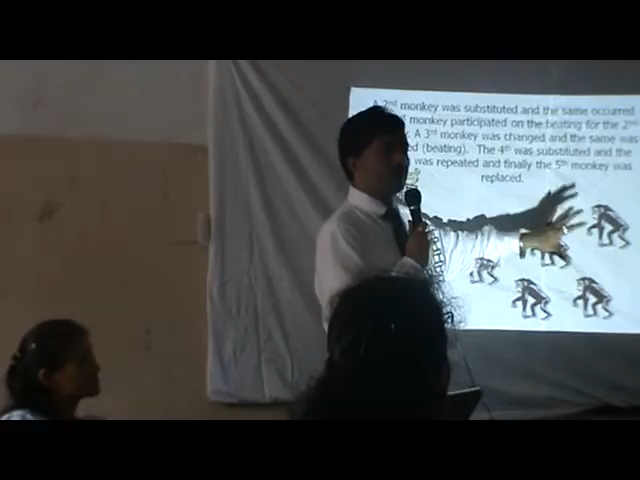 A 2nd monkey was substituted and the same occurred.
monkey participated on the beating for the 2nd
A 3rd monkey was changed and the same was
(beating). The 4th was substituted and the
was repeated and finally the 5th monkey was
replaced.